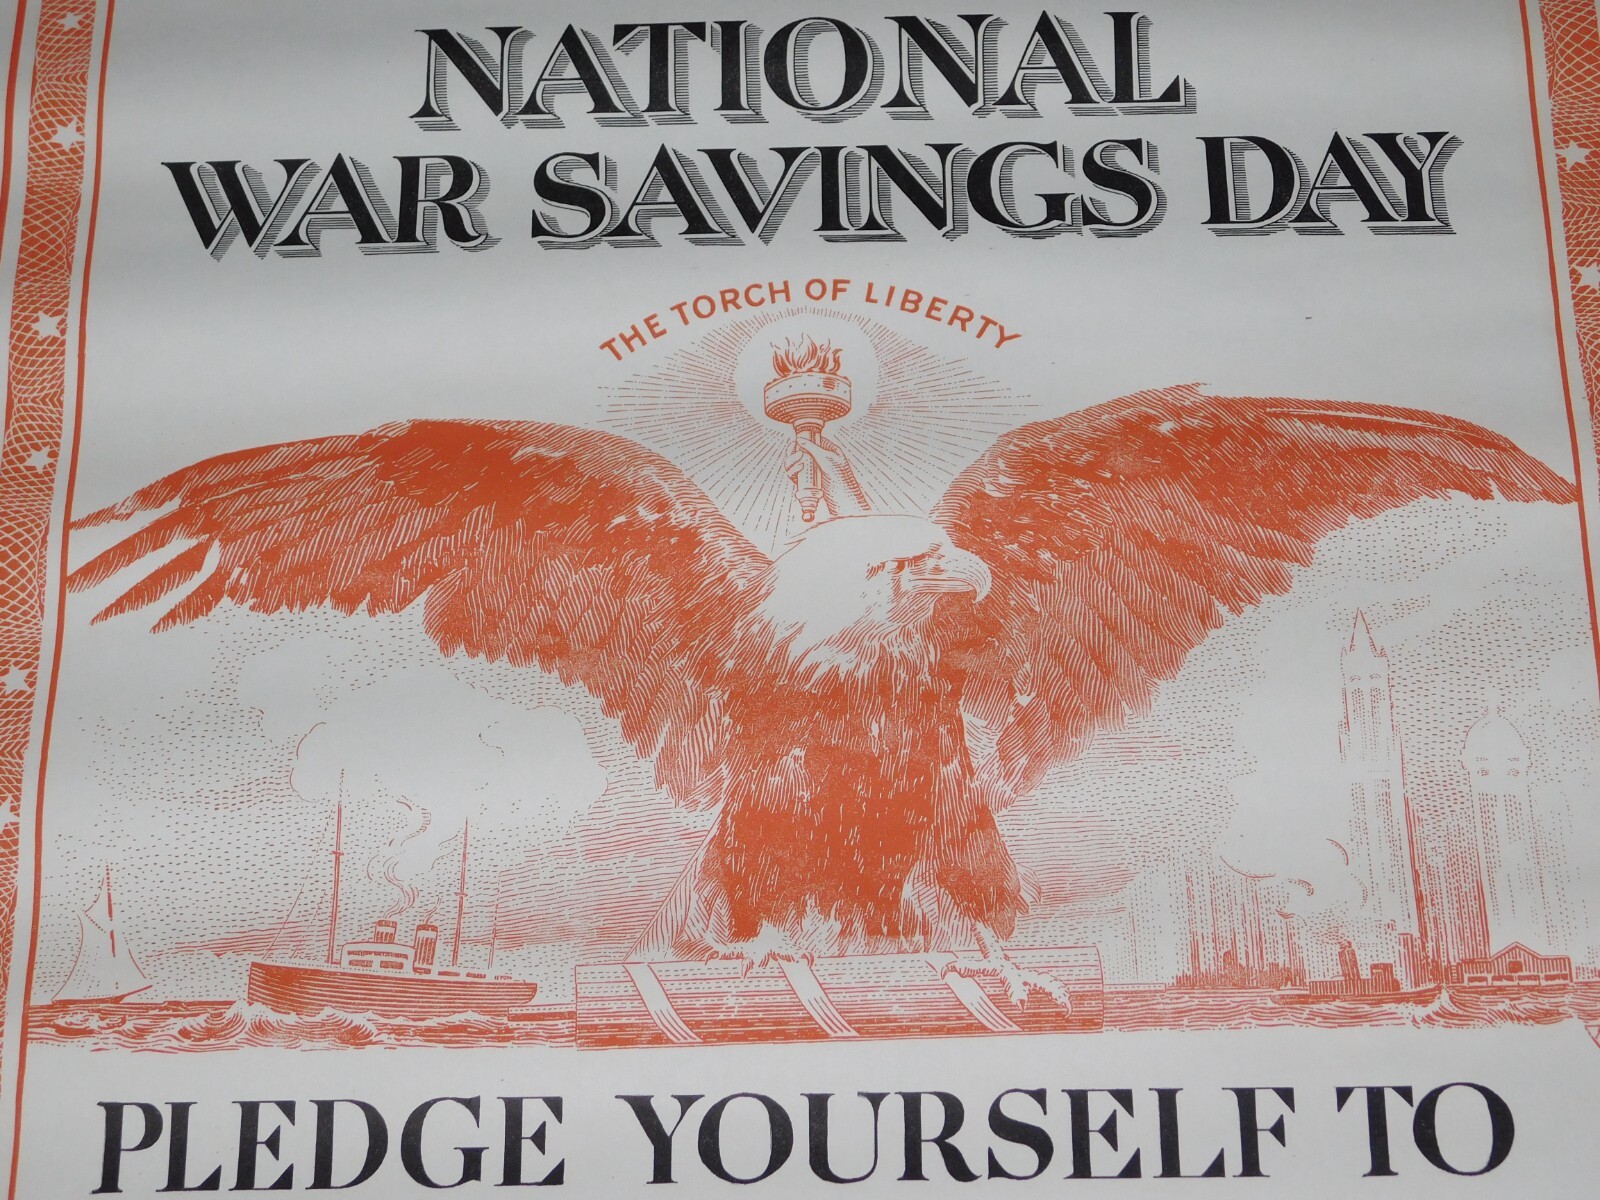 NATIONAL
WAR SAVINGS DAY
THE TORCH OF LIBERTY
PLEDGE YOURSELF TO